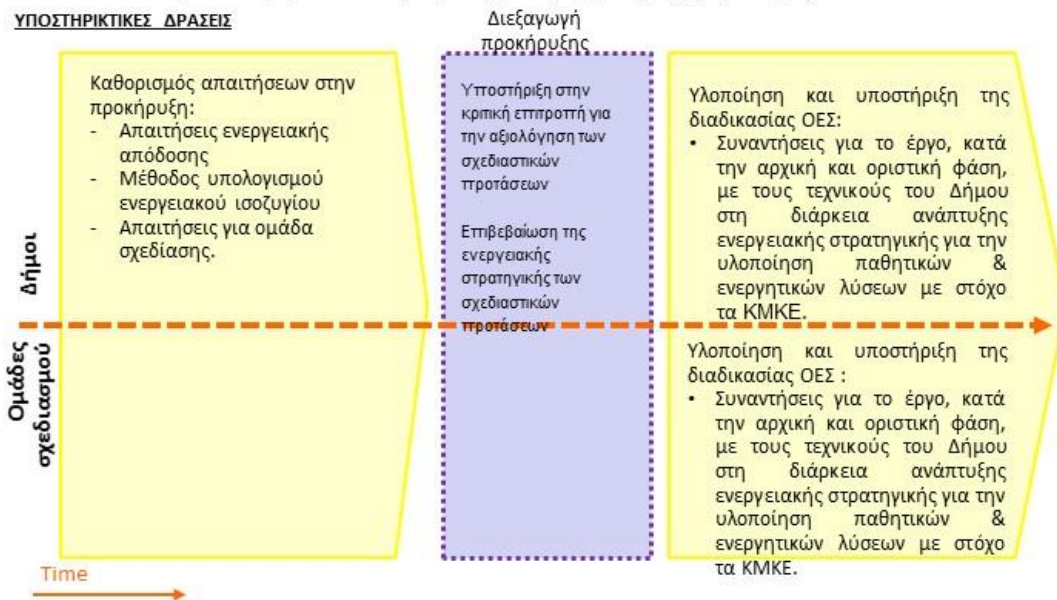 ΥΠΟΣΤΗΡΙΚΤΙΚΕΣ ΔΡΑΣΕΙΣ
Διεξαγωγή
προκήρυξης
Δήμοι
Καθορισμός απαιτήσεων στην
προκήρυξη:
- Απαιτήσεις ενεργειακής
απόδοσης
- Μέθοδος υπολογισμού
ενεργειακού ισοζυγίου
- Απαιτήσεις για ομάδα
σχεδίασης.
Υποστήριξη στην
κριτική επιτροπή για
την αξιολόγηση των
σχεδιαστικών
προτάσεων
Επιβεβαίωση της
ενεργειακής
στρατηγικής των
σχεδιαστικών
προτάσεων
Υλοποίηση και υποστήριξη της
διαδικασίας ΟΕΣ:
• Συναντήσεις για το έργο, κατά
την αρχική και οριστική φάση,
με τους τεχνικούς του Δήμου
στη διάρκεια ανάπτυξης
ενεργειακής στρατηγικής για την
υλοποίηση παθητικών &
ενεργητικών λύσεων με στόχο
τα ΚΜΚΕ.
Ομάδες
σχεδιασμού
Υλοποίηση και υποστήριξη της
διαδικασίας ΟΕΣ :
• Συναντήσεις για το έργο, κατά
την αρχική και οριστική φάση,
με τους τεχνικούς του Δήμου
στη διάρκεια ανάπτυξης
ενεργειακής στρατηγικής για την
υλοποίηση παθητικών &
ενεργητικών λύσεων με στόχο
τα ΚΜΚΕ.
Time